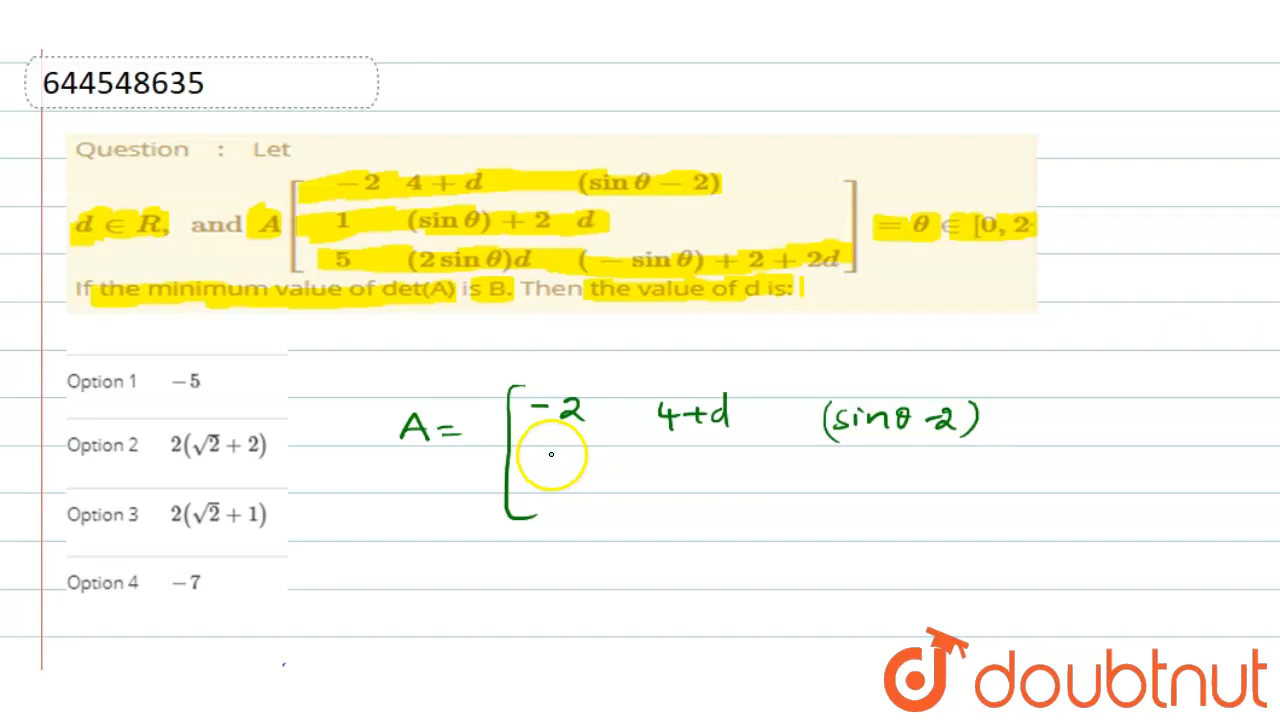 644548635
Question : Let
−2 4 + d (sin θ − 2)
d ∈ R, and A 1 (sin θ) + 2 d = θ ∈ [0, 2
5 (2 sin θ)d ( − sin θ) + 2 + 2d
If the minimum value of det(A) is B. Then the value of d is:
Option 1 −5
Option 2 2(√2 + 2)
Option 3 2(√2 + 1)
Option 4 −7
A = [ -2 4+d (sinθ -2)
doubtnut